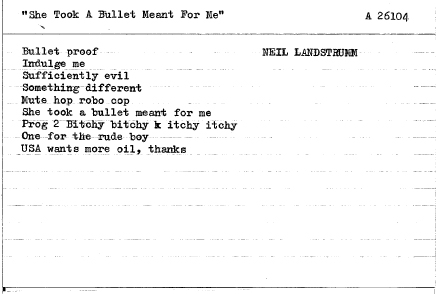 "She Took A Bullet Meant For Me" A 26104
Bullet proof NEIL LANDSTRUMM
Indulge me
Sufficiently evil
Something different
Mute hop robo cop
She took a bullet meant for me
Prog 2 Bitchy bitchy k itchy itchy
One for the rude boy
USA wants more oil, thanks